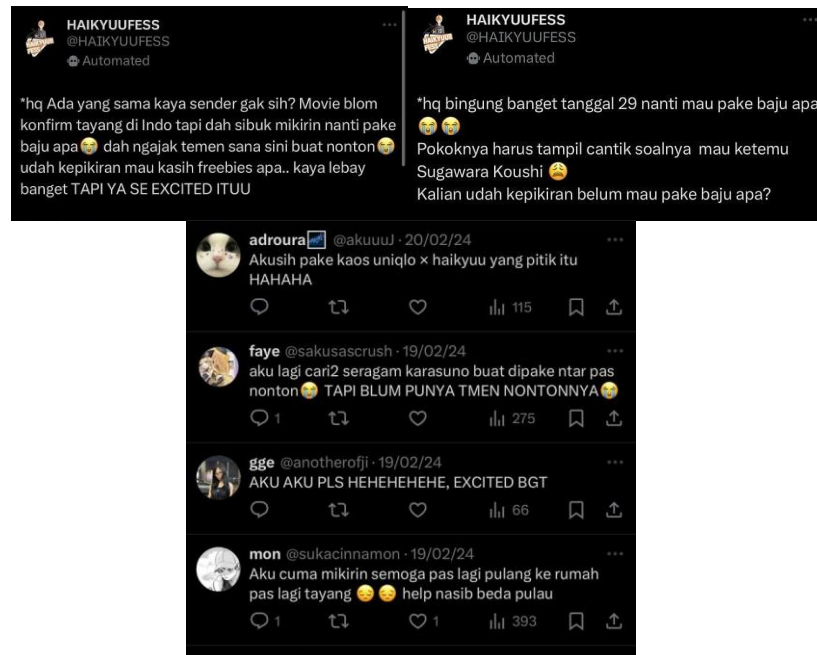 HAIKYUUFESS
@HAIKYUUFESS
Automated
*hq Ada yang sama kaya sender gak sih? Movie blom
konfirm tayang di Indo tapi dah sibuk mikirin nanti pake
baju apa😭 dah ngajak temen sana sini buat nonton😭
udah kepikiran mau kasih freebies apa.. kaya lebay
banget TAPI YA SE EXCITED ITUU
HAIKYUUFESS
@HAIKYUUFESS
Automated
*hq bingung banget tanggal 29 nanti mau pake baju apa
😭😭
Pokoknya harus tampil cantik soalnya mau ketemu
Sugawara Koushi 😩
Kalian udah kepikiran belum mau pake baju apa?
adroura @akuuuJ · 20/02/24
Akusih pake kaos uniqlo × haikyuu yang pitik itu
HAHAHA
115
faye @sakusascrush · 19/02/24
aku lagi cari2 seragam karasuno buat dipake ntar pas
nonton😭 TAPI BLUM PUNYA TMEN NONTONNYA😭
1 275
gge @anotherofji · 19/02/24
AKU AKU PLS HEHEHEHEHE, EXCITED BGT
66
mon @sukacinnamon · 19/02/24
Aku cuma mikirin semoga pas lagi pulang ke rumah
pas lagi tayang 😔😔 help nasib beda pulau
1 1 393